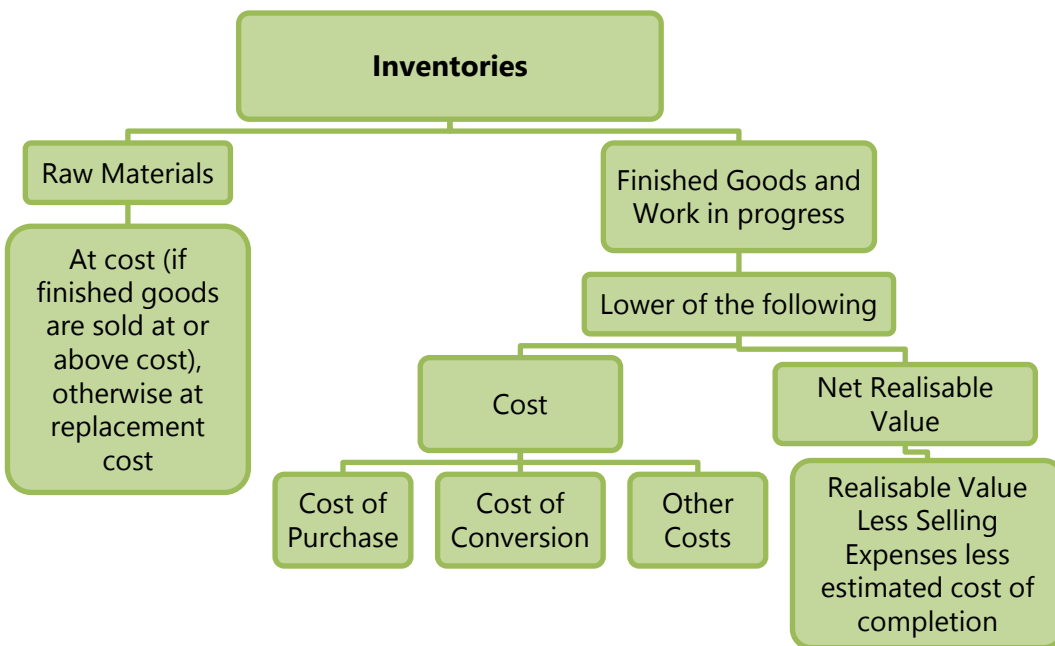 Inventories
Raw Materials
At cost (if
finished goods
are sold at or
above cost),
otherwise at
replacement
cost
Finished Goods and
Work in progress
Lower of the following
Cost
Cost of
Purchase
Cost of
Conversion
Other
Costs
Net Realisable
Value
Realisable Value
Less Selling
Expenses less
estimated cost of
completion